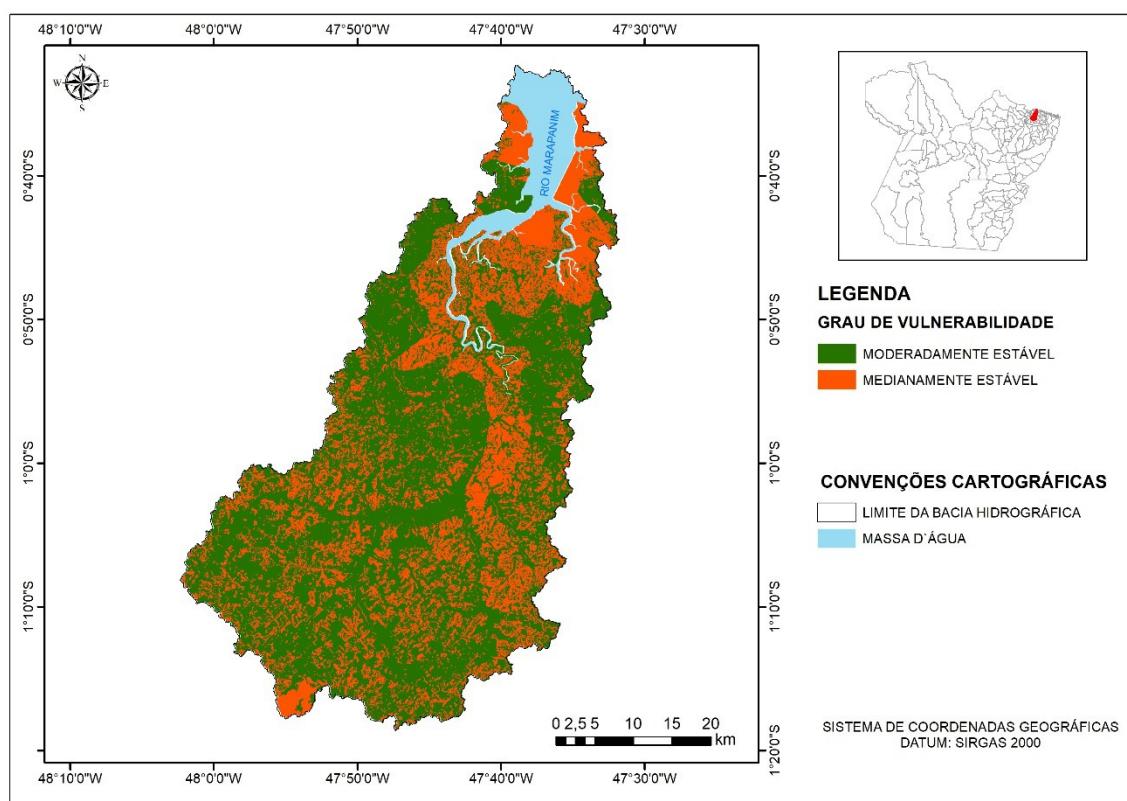 48°10'0"W 48°0'0"W 47°50'0"W 47°40'0"W 47°30'0"W
N
W E
S
0°40'0"S 0°40'0"S
0°50'0"S 0°50'0"S
1°0'0"S 1°0'0"S
1°10'0"S 1°10'0"S
1°20'0"S
RIO MARAPANIM
0 2,5 5 10 15 20
km
48°10'0"W 48°0'0"W 47°50'0"W 47°40'0"W 47°30'0"W
LEGENDA
GRAU DE VULNERABILIDADE
MODERADAMENTE ESTÁVEL
MEDIANAMENTE ESTÁVEL
CONVENÇÕES CARTOGRÁFICAS
LIMITE DA BACIA HIDROGRÁFICA
MASSA D`ÁGUA
SISTEMA DE COORDENADAS GEOGRÁFICAS
DATUM: SIRGAS 2000